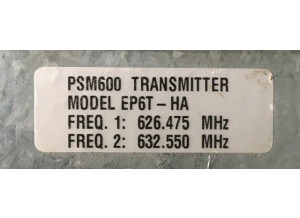 PSM600 TRANSMITTER
MODEL EP6T-HA
FREQ. 1: 626.475 MHz
FREQ. 2: 632.550 MHz